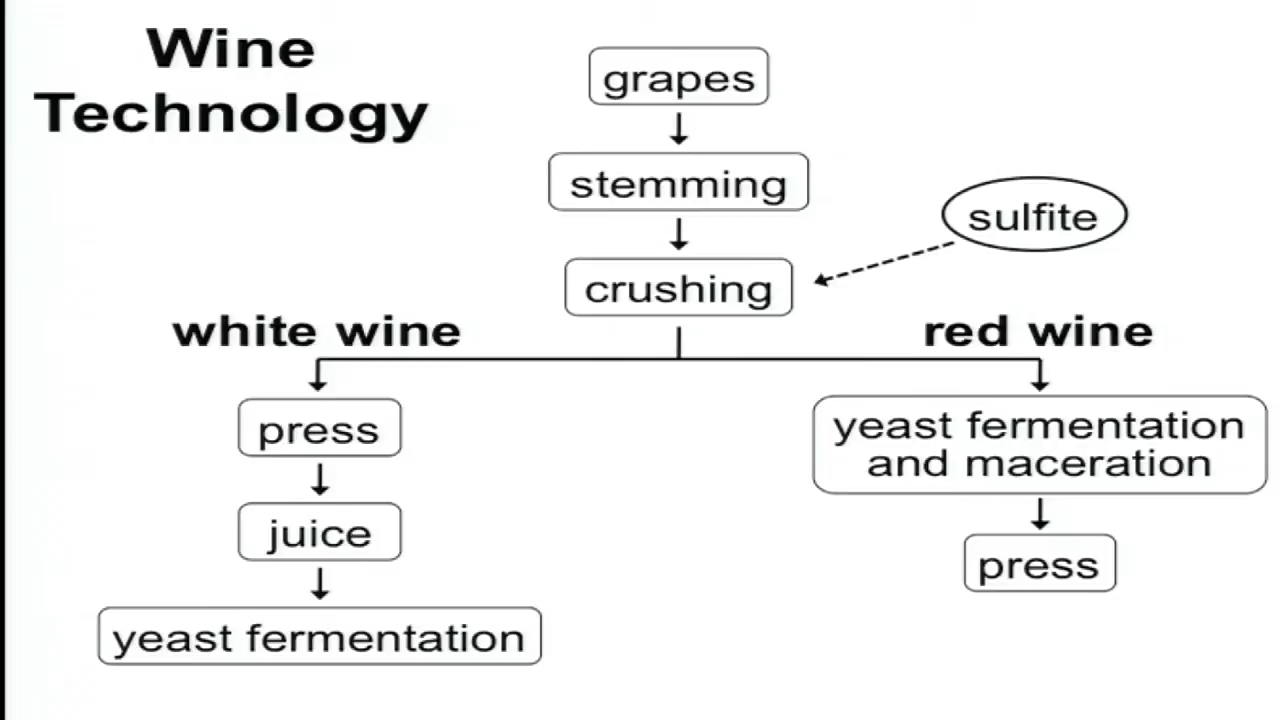 Wine
Technology
grapes
stemming
sulfite
crushing
white wine
red wine
press
juice
yeast fermentation
yeast fermentation
and maceration
press